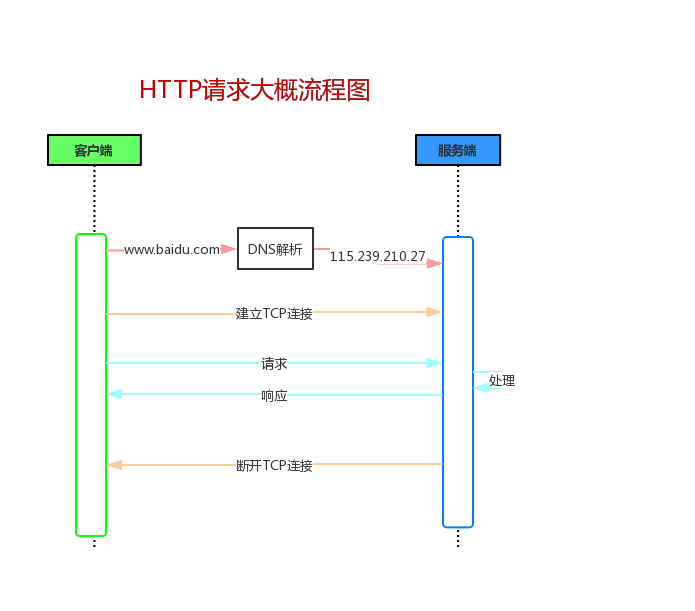 HTTP请求大概流程图
客户端
服务端
www.baidu.com
DNS解析
115.239.210.27
建立TCP连接
请求
处理
响应
断开TCP连接